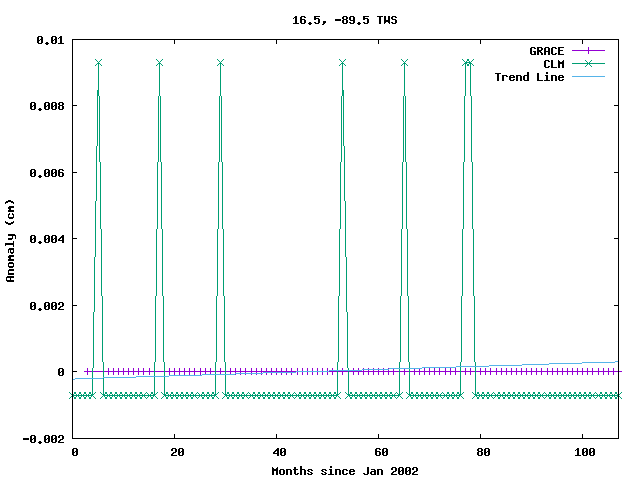 16.5, -89.5 TWS
0.01
0.008
0.006
0.004
0.002
0
-0.002
Anomaly (cm)
GRACE
CLM
Trend Line
0 20 40 60 80 100
Months since Jan 2002